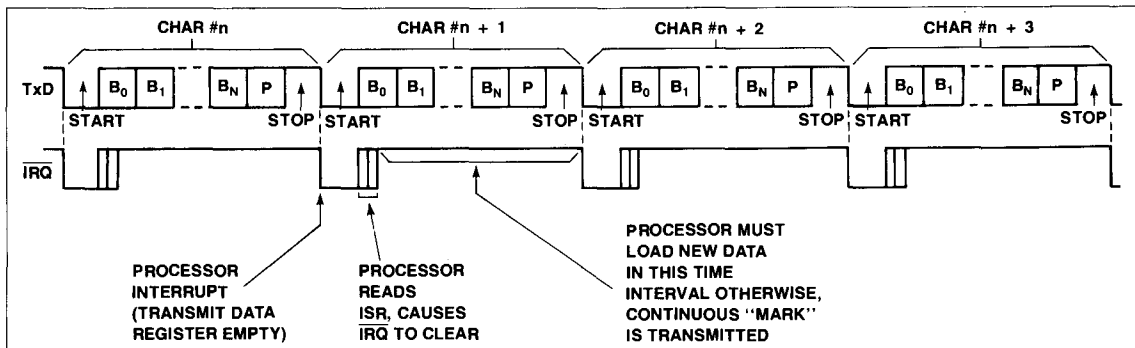 CHAR #n CHAR #n + 1 CHAR #n + 2 CHAR #n + 3
TxD B0 B1 BN P B0 B1 BN P B0 B1 BN P B0 B1 BN P
START STOP START STOP START STOP START STOP
IRQ
PROCESSOR
INTERRUPT
(TRANSMIT DATA
REGISTER EMPTY)
PROCESSOR
READS
ISR, CAUSES
IRQ TO CLEAR
PROCESSOR MUST
LOAD NEW DATA
IN THIS TIME
INTERVAL OTHERWISE,
CONTINUOUS "MARK"
IS TRANSMITTED